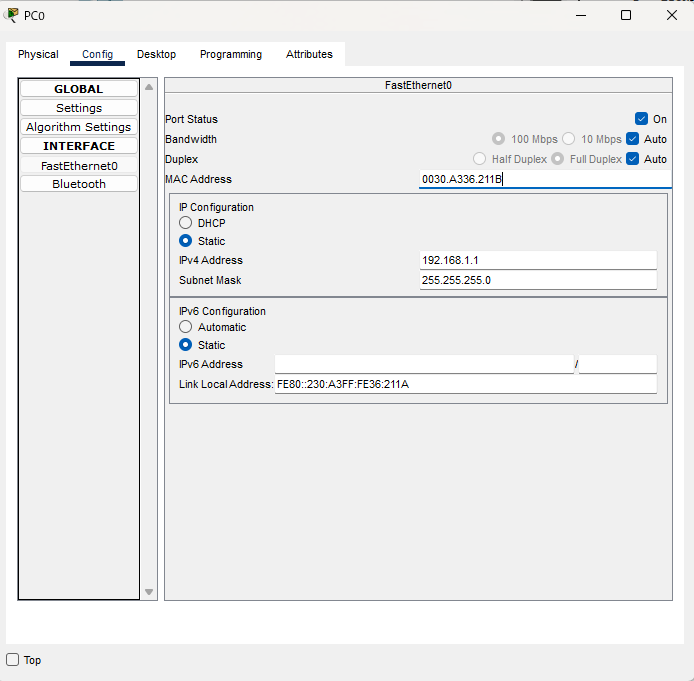 PC0
Physical Config Desktop Programming Attributes
GLOBAL
Settings
Algorithm Settings
INTERFACE
FastEthernet0
Bluetooth
FastEthernet0
Port Status On
Bandwidth 100 Mbps 10 Mbps Auto
Duplex Half Duplex Full Duplex Auto
MAC Address 0030.A336.211B
IP Configuration
DHCP
Static
IPv4 Address 192.168.1.1
Subnet Mask 255.255.255.0
IPv6 Configuration
Automatic
Static
IPv6 Address /
Link Local Address: FE80::230:A3FF:FE36:211A
Top